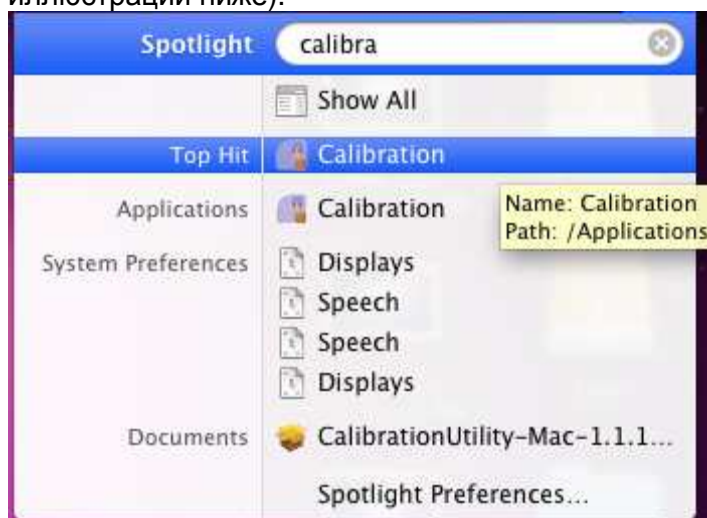 иллюстрации ниже).
Spotlight calibra
Show All
Top Hit Calibration
Applications Calibration
Name: Calibration
Path: /Applications
System Preferences Displays
Speech
Speech
Displays
Documents CalibrationUtility-Mac-1.1.1...
Spotlight Preferences...